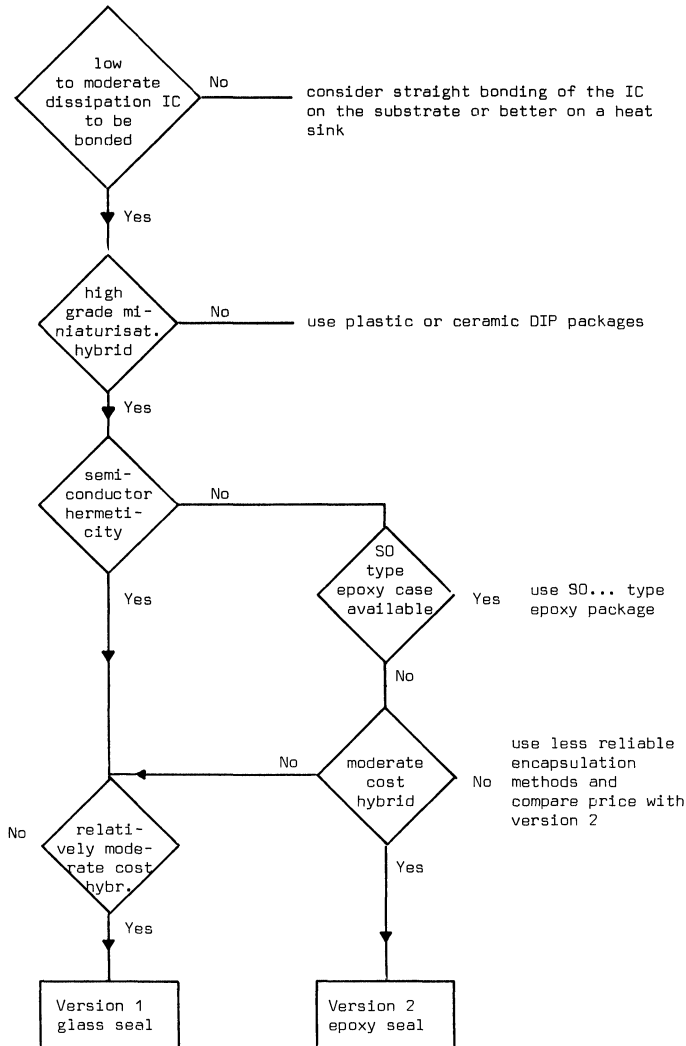 low
to moderate
dissipation IC
to be
bonded
No
consider straight bonding of the IC
on the substrate or better on a heat
sink
Yes
high
grade mi-
niaturisat.
hybrid
No
use plastic or ceramic DIP packages
Yes
semi-
conductor
hermeti-
city
No
Yes
SO
type
epoxy case
available
Yes
use SO... type
epoxy package
No
moderate
cost
hybrid
No
No
use less reliable
encapsulation
methods and
compare price with
version 2
Yes
No
relati-
vely mode-
rate cost
hybr.
Yes
Version 1
glass seal
Version 2
epoxy seal